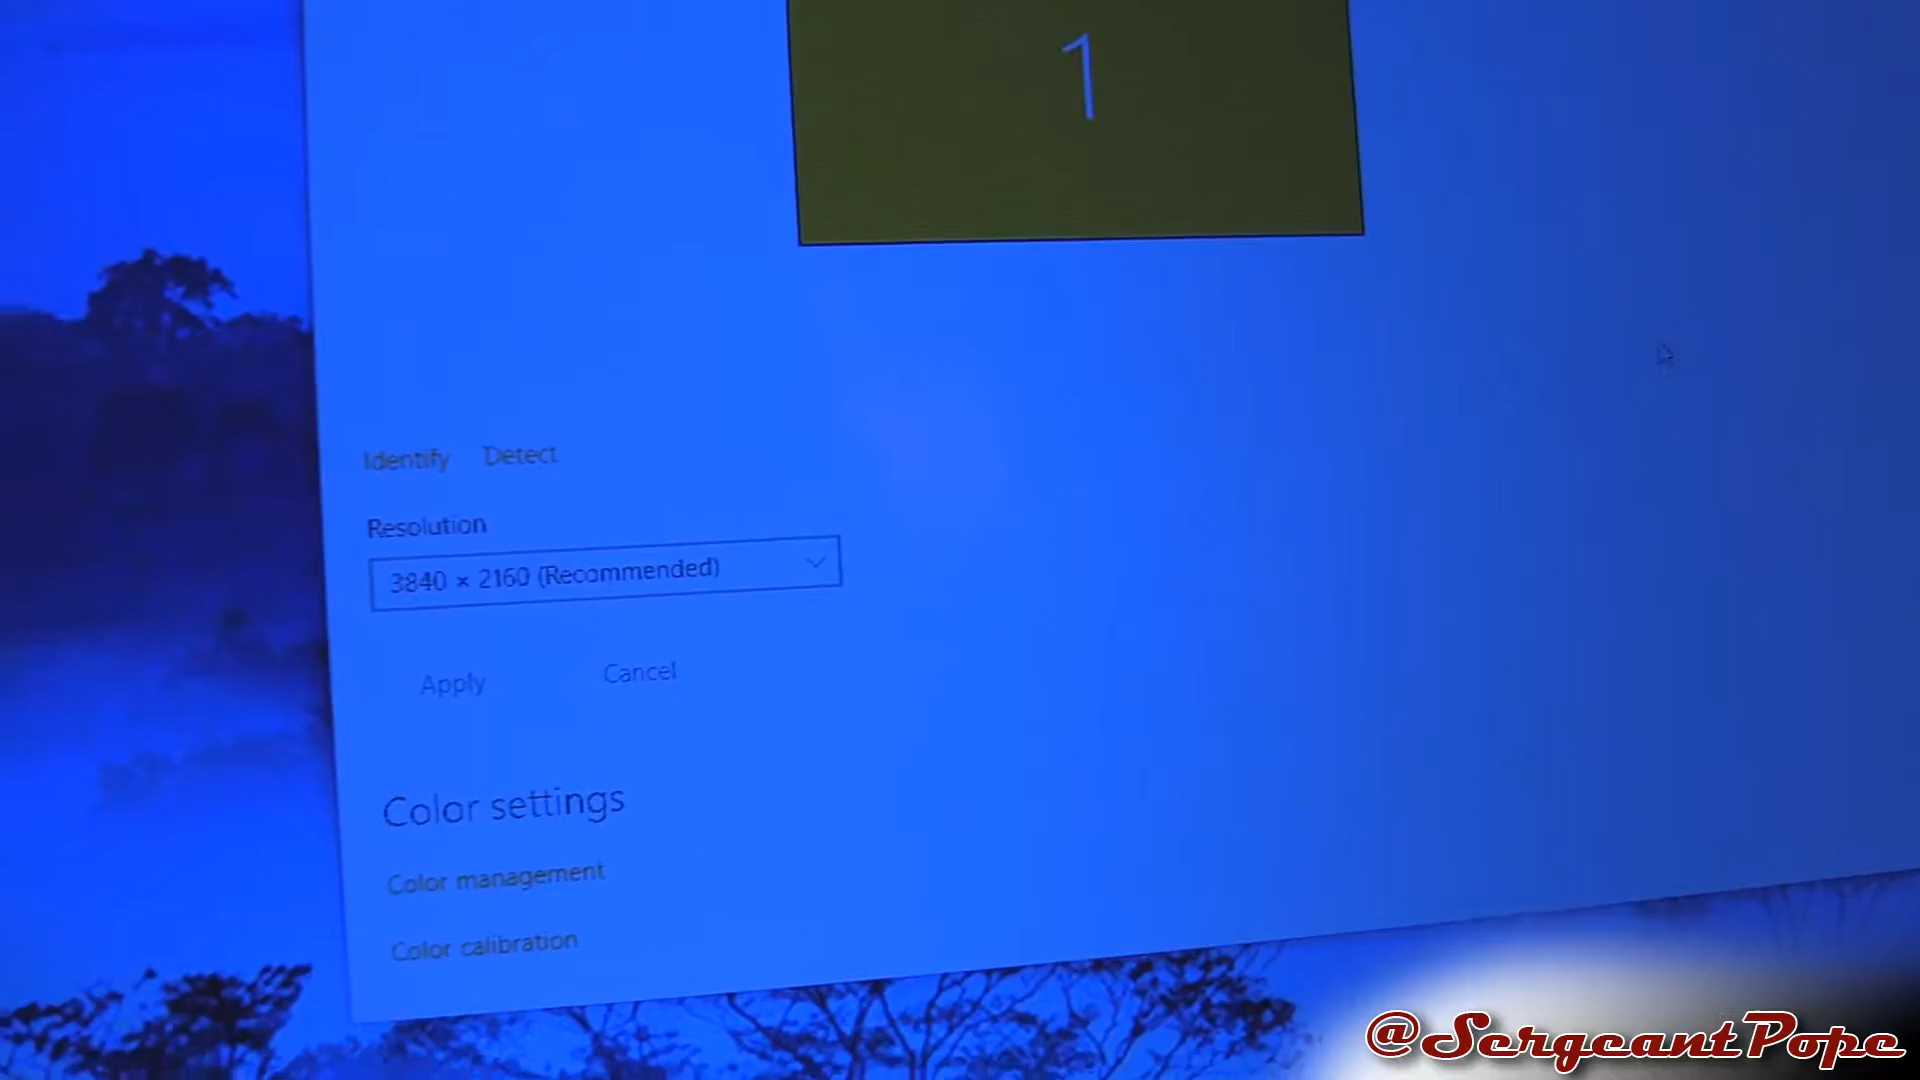 1
Identify Detect
Resolution
3840 × 2160 (Recommended)
Apply Cancel
Color settings
Color management
Color calibration
@SergeantPope